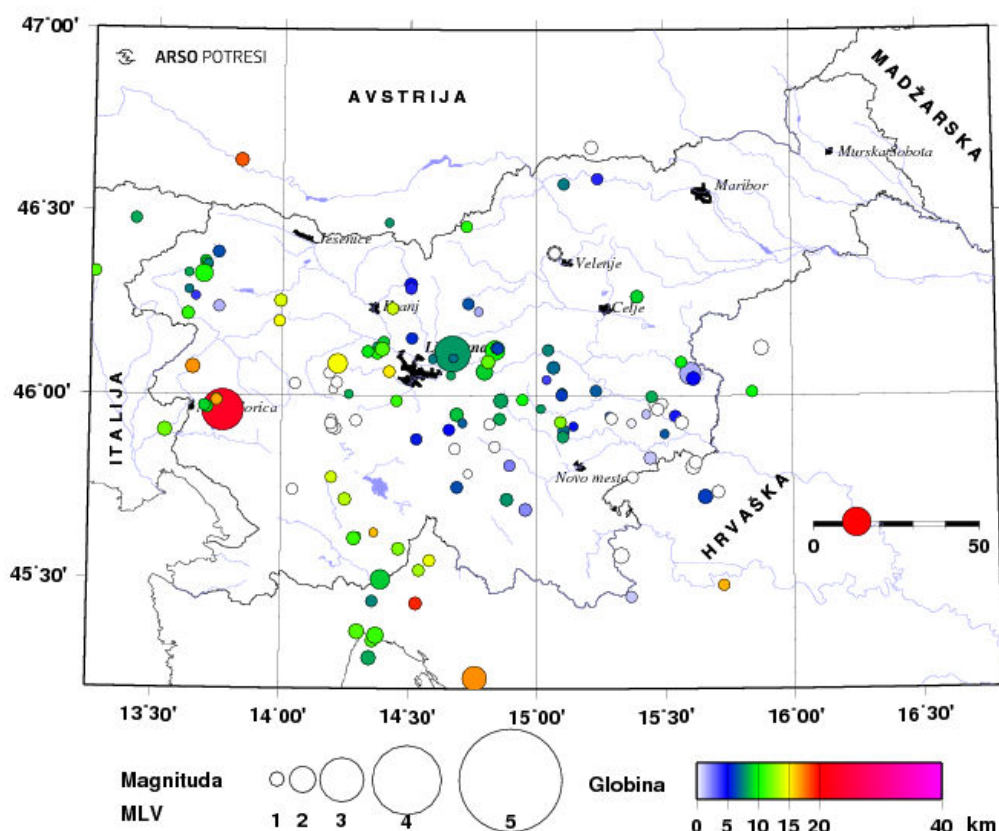 47°00'
ARSO POTRESI
AVSTRIJA
MADŽARSKA
Murska Sobota
Maribor
46°30'
Jesenice
Velenje
Kranj
Celje
46°00'
ITALIJA
Novo mesto
HRVAŠKA
0 50
45°30'
13°30' 14°00' 14°30' 15°00' 15°30' 16°00' 16°30'
Magnituda
MLV
1 2 3 4 5
Globina
0 5 10 15 20 40 km